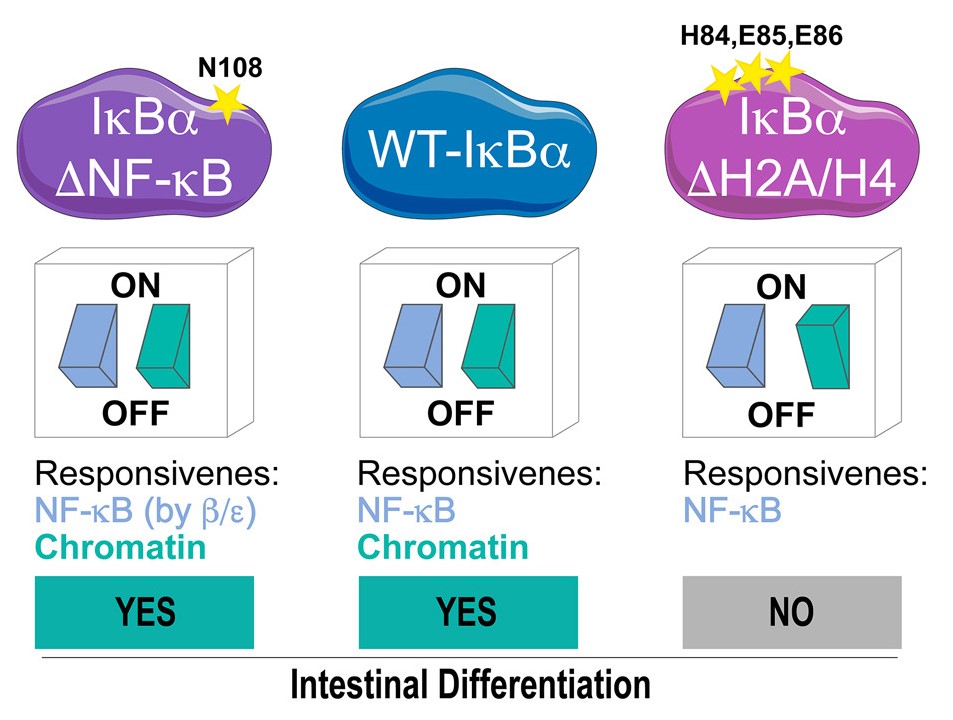 N108
IκBα
ΔNF-κB
ON
OFF
Responsivenes:
NF-κB (by β/ε)
Chromatin
YES
WT-IκBα
ON
OFF
Responsivenes:
NF-κB
Chromatin
YES
H84,E85,E86
IκBα
ΔH2A/H4
ON
OFF
Responsivenes:
NF-κB
NO
Intestinal Differentiation